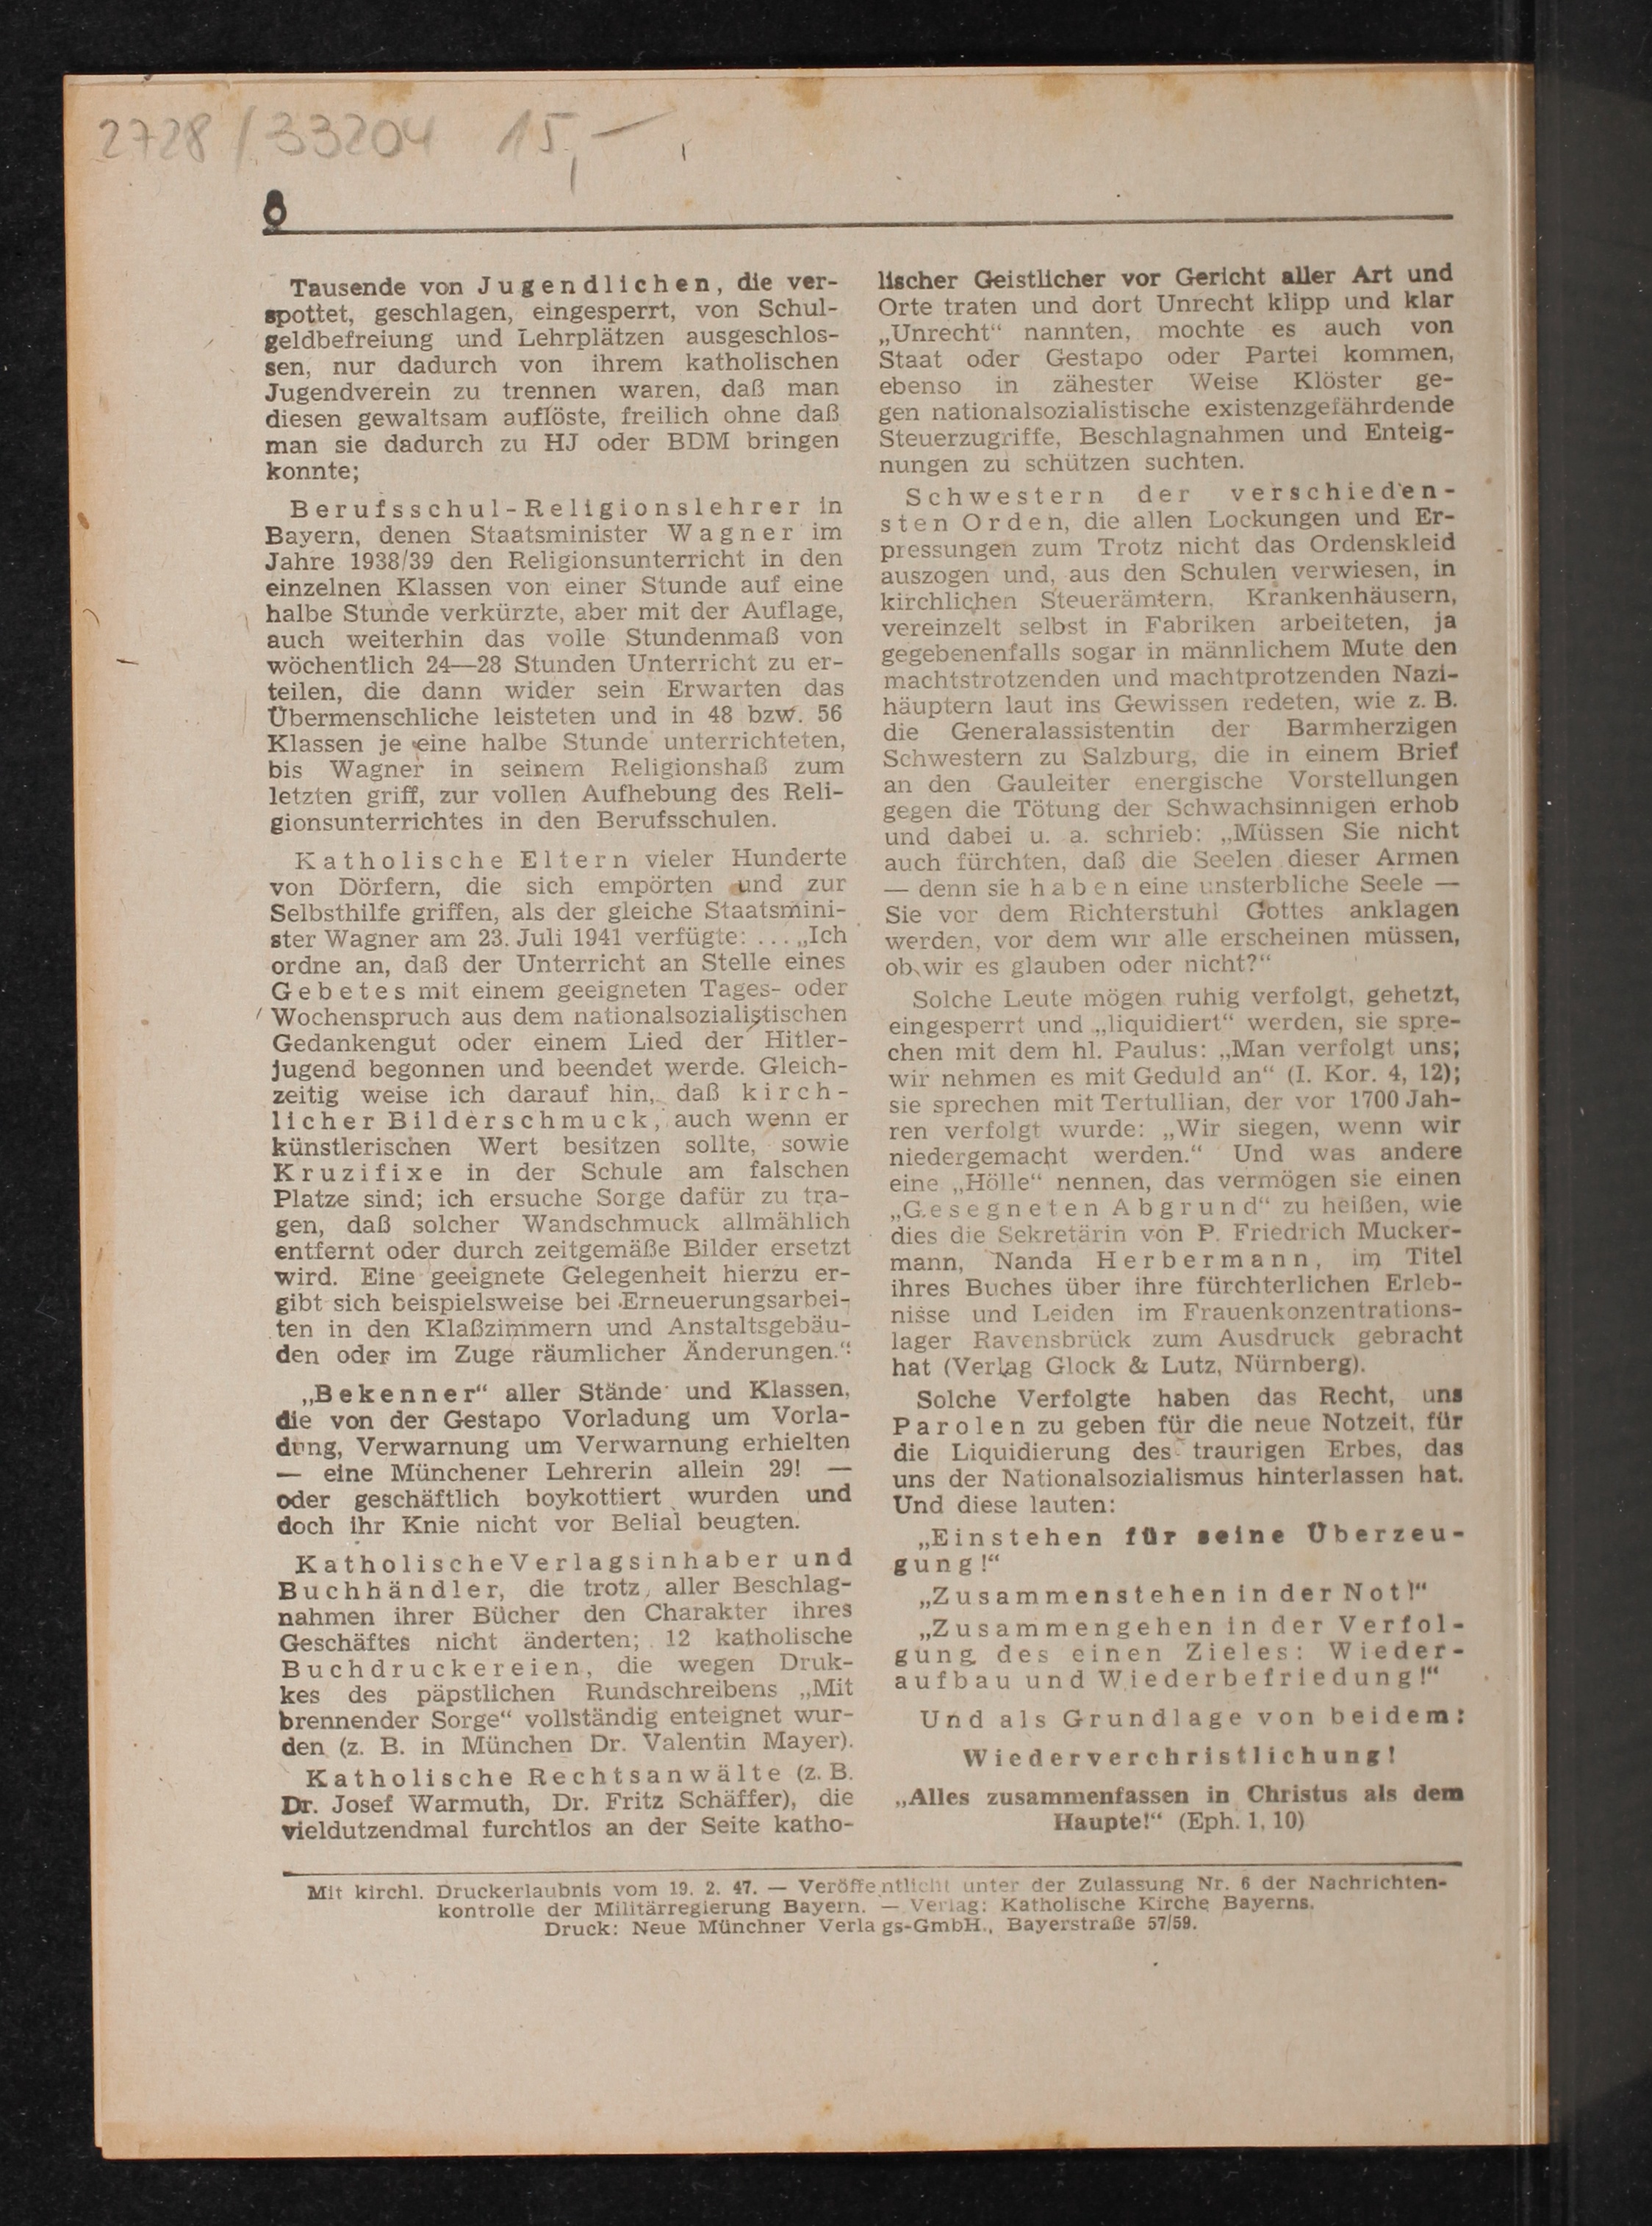 2728/33204 15,—
8
Tausende von Jugendlichen, die ver-
spottet, geschlagen, eingesperrt, von Schul-
geldbefreiung und Lehrplätzen ausgeschlos-
sen, nur dadurch von ihrem katholischen
Jugendverein zu trennen waren, daß man
diesen gewaltsam auflöste, freilich ohne daß
man sie dadurch zu HJ oder BDM bringen
konnte;
Berufsschul-Religionslehrer in
Bayern, denen Staatsminister Wagner im
Jahre 1938/39 den Religionsunterricht in den
einzelnen Klassen von einer Stunde auf eine
halbe Stunde verkürzte, aber mit der Auflage,
auch weiterhin das volle Stundenmaß von
wöchentlich 24—28 Stunden Unterricht zu er-
teilen, die dann wider sein Erwarten das
Übermenschliche leisteten und in 48 bzw. 56
Klassen je eine halbe Stunde unterrichteten,
bis Wagner in seinem Religionshaß zum
letzten griff, zur vollen Aufhebung des Reli-
gionsunterrichtes in den Berufsschulen.
Katholische Eltern vieler Hunderte
von Dörfern, die sich empörten und zur
Selbsthilfe griffen, als der gleiche Staatsmini-
ster Wagner am 23. Juli 1941 verfügte: ... „Ich
ordne an, daß der Unterricht an Stelle eines
Gebetes mit einem geeigneten Tages- oder
Wochenspruch aus dem nationalsozialistischen
Gedankengut oder einem Lied der Hitler-
jugend begonnen und beendet werde. Gleich-
zeitig weise ich darauf hin, daß kirch-
licher Bilderschmuck, auch wenn er
künstlerischen Wert besitzen sollte, sowie
Kruzifixe in der Schule am falschen
Platze sind; ich ersuche Sorge dafür zu tra-
gen, daß solcher Wandschmuck allmählich
entfernt oder durch zeitgemäße Bilder ersetzt
wird. Eine geeignete Gelegenheit hierzu er-
gibt sich beispielsweise bei Erneuerungsarbei-
ten in den Klaßzimmern und Anstaltsgebäu-
den oder im Zuge räumlicher Änderungen.“
„Bekenner“ aller Stände und Klassen,
die von der Gestapo Vorladung um Vorla-
dung, Verwarnung um Verwarnung erhielten
— eine Münchener Lehrerin allein 29! —
oder geschäftlich boykottiert wurden und
doch ihr Knie nicht vor Belial beugten.
Katholische Verlagsinhaber und
Buchhändler, die trotz aller Beschlag-
nahmen ihrer Bücher den Charakter ihres
Geschäftes nicht änderten; 12 katholische
Buchdruckereien, die wegen Druk-
kes des päpstlichen Rundschreibens „Mit
brennender Sorge“ vollständig enteignet wur-
den (z. B. in München Dr. Valentin Mayer).
Katholische Rechtsanwälte (z. B.
Dr. Josef Warmuth, Dr. Fritz Schäffer), die
vieldutzendmal furchtlos an der Seite katho-
lischer Geistlicher vor Gericht aller Art und
Orte traten und dort Unrecht klipp und klar
„Unrecht“ nannten, mochte es auch von
Staat oder Gestapo oder Partei kommen,
ebenso in zähester Weise Klöster ge-
gen nationalsozialistische existenzgefährdende
Steuerzugriffe, Beschlagnahmen und Enteig-
nungen zu schützen suchten.
Schwestern der verschieden-
sten Orden, die allen Lockungen und Er-
pressungen zum Trotz nicht das Ordenskleid
auszogen und, aus den Schulen verwiesen, in
kirchlichen Steuerämtern. Krankenhäusern,
vereinzelt selbst in Fabriken arbeiteten, ja
gegebenenfalls sogar in männlichem Mute den
machtstrotzenden und machtprotzenden Nazi-
häuptern laut ins Gewissen redeten, wie z. B.
die Generalassistentin der Barmherzigen
Schwestern zu Salzburg, die in einem Brief
an den Gauleiter energische Vorstellungen
gegen die Tötung der Schwachsinnigen erhob
und dabei u. a. schrieb: „Müssen Sie nicht
auch fürchten, daß die Seelen dieser Armen
— denn sie haben eine unsterbliche Seele —
Sie vor dem Richterstuhl Gottes anklagen
werden, vor dem wir alle erscheinen müssen,
ob wir es glauben oder nicht?“
Solche Leute mögen ruhig verfolgt, gehetzt,
eingesperrt und „liquidiert“ werden, sie spre-
chen mit dem hl. Paulus: „Man verfolgt uns;
wir nehmen es mit Geduld an“ (I. Kor. 4, 12);
sie sprechen mit Tertullian, der vor 1700 Jah-
ren verfolgt wurde: „Wir siegen, wenn wir
niedergemacht werden.“ Und was andere
eine „Hölle“ nennen, das vermögen sie einen
„Gesegneten Abgrund“ zu heißen, wie
dies die Sekretärin von P. Friedrich Mucker-
mann, Nanda Herbermann, im Titel
ihres Buches über ihre fürchterlichen Erleb-
nisse und Leiden im Frauenkonzentrations-
lager Ravensbrück zum Ausdruck gebracht
hat (Verlag Glock & Lutz, Nürnberg).
Solche Verfolgte haben das Recht, uns
Parolen zu geben für die neue Notzeit, für
die Liquidierung des traurigen Erbes, das
uns der Nationalsozialismus hinterlassen hat.
Und diese lauten:
„Einstehen für seine Überzeu-
gung!“
„Zusammenstehen in der Not!“
„Zusammengehen in der Verfol-
gung des einen Zieles: Wieder-
aufbau und Wiederbefriedung!“
Und als Grundlage von beidem:
Wiederverchristlichung!
„Alles zusammenfassen in Christus als dem
Haupte!“ (Eph. 1, 10)
Mit kirchl. Druckerlaubnis vom 19. 2. 47. — Veröffentlicht unter der Zulassung Nr. 6 der Nachrichten-
kontrolle der Militärregierung Bayern. — Verlag: Katholische Kirche Bayerns.
Druck: Neue Münchner Verlags-GmbH., Bayerstraße 57/59.